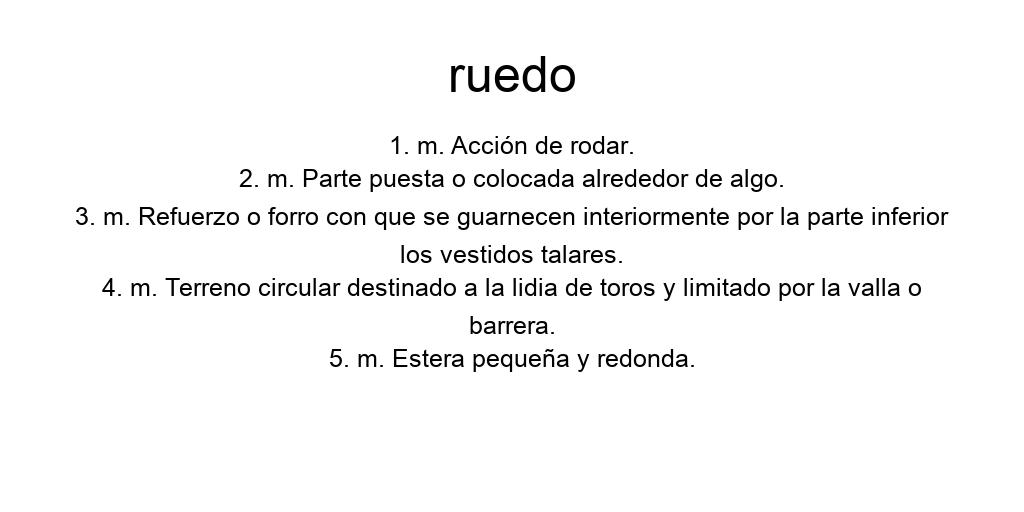 ruedo
1. m. Acción de rodar.
2. m. Parte puesta o colocada alrededor de algo.
3. m. Refuerzo o forro con que se guarnecen interiormente por la parte inferior
los vestidos talares.
4. m. Terreno circular destinado a la lidia de toros y limitado por la valla o
barrera.
5. m. Estera pequeña y redonda.